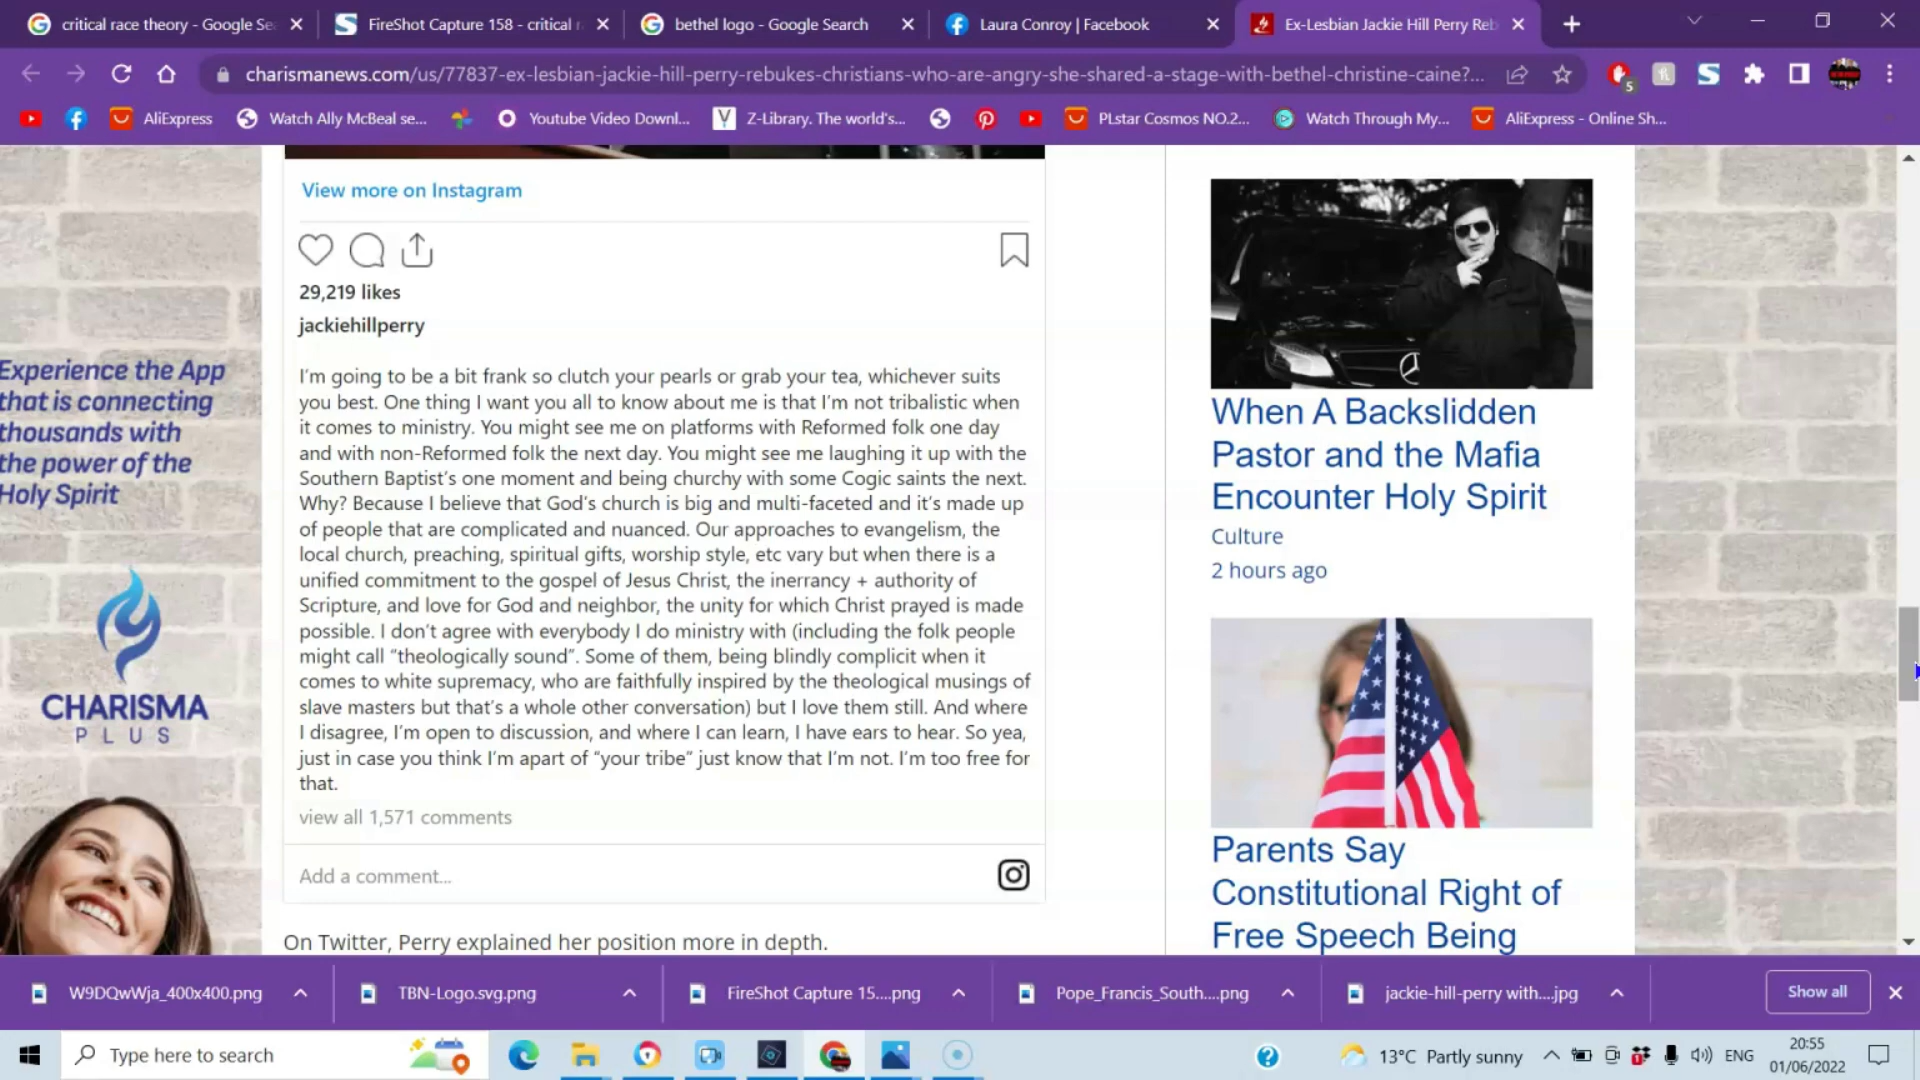 critical race theory - Google Se
FireShot Capture 158 - critical r
bethel logo - Google Search
Laura Conroy | Facebook
Ex-Lesbian Jackie Hill Perry Reb
charismanews.com/us/77837-ex-lesbian-jackie-hill-perry-rebukes-christians-who-are-angry-she-shared-a-stage-with-bethel-christine-caine?...
5
AliExpress
Watch Ally McBeal se...
Youtube Video Downl...
Z-Library. The world's...
PLstar Cosmos NO.2...
Watch Through My...
AliExpress - Online Sh...
View more on Instagram
29,219 likes
jackiehillperry
I'm going to be a bit frank so clutch your pearls or grab your tea, whichever suits
you best. One thing I want you all to know about me is that I'm not tribalistic when
it comes to ministry. You might see me on platforms with Reformed folk one day
and with non-Reformed folk the next day. You might see me laughing it up with the
Southern Baptist's one moment and being churchy with some Cogic saints the next.
Why? Because I believe that God's church is big and multi-faceted and it's made up
of people that are complicated and nuanced. Our approaches to evangelism, the
local church, preaching, spiritual gifts, worship style, etc vary but when there is a
unified commitment to the gospel of Jesus Christ, the inerrancy + authority of
Scripture, and love for God and neighbor, the unity for which Christ prayed is made
possible. I don't agree with everybody I do ministry with (including the folk people
might call "theologically sound". Some of them, being blindly complicit when it
comes to white supremacy, who are faithfully inspired by the theological musings of
slave masters but that's a whole other conversation) but I love them still. And where
I disagree, I'm open to discussion, and where I can learn, I have ears to hear. So yea,
just in case you think I'm apart of "your tribe" just know that I'm not. I'm too free for
that.
view all 1,571 comments
Add a comment...
On Twitter, Perry explained her position more in depth.
Experience the App
that is connecting
thousands with
the power of the
Holy Spirit
CHARISMA
PLUS
When A Backslidden
Pastor and the Mafia
Encounter Holy Spirit
Culture
2 hours ago
Parents Say
Constitutional Right of
Free Speech Being
W9DQwWja_400x400.png
TBN-Logo.svg.png
FireShot Capture 15....png
Pope_Francis_South....png
jackie-hill-perry with....jpg
Show all
Type here to search
13°C Partly sunny
ENG
20:55
01/06/2022